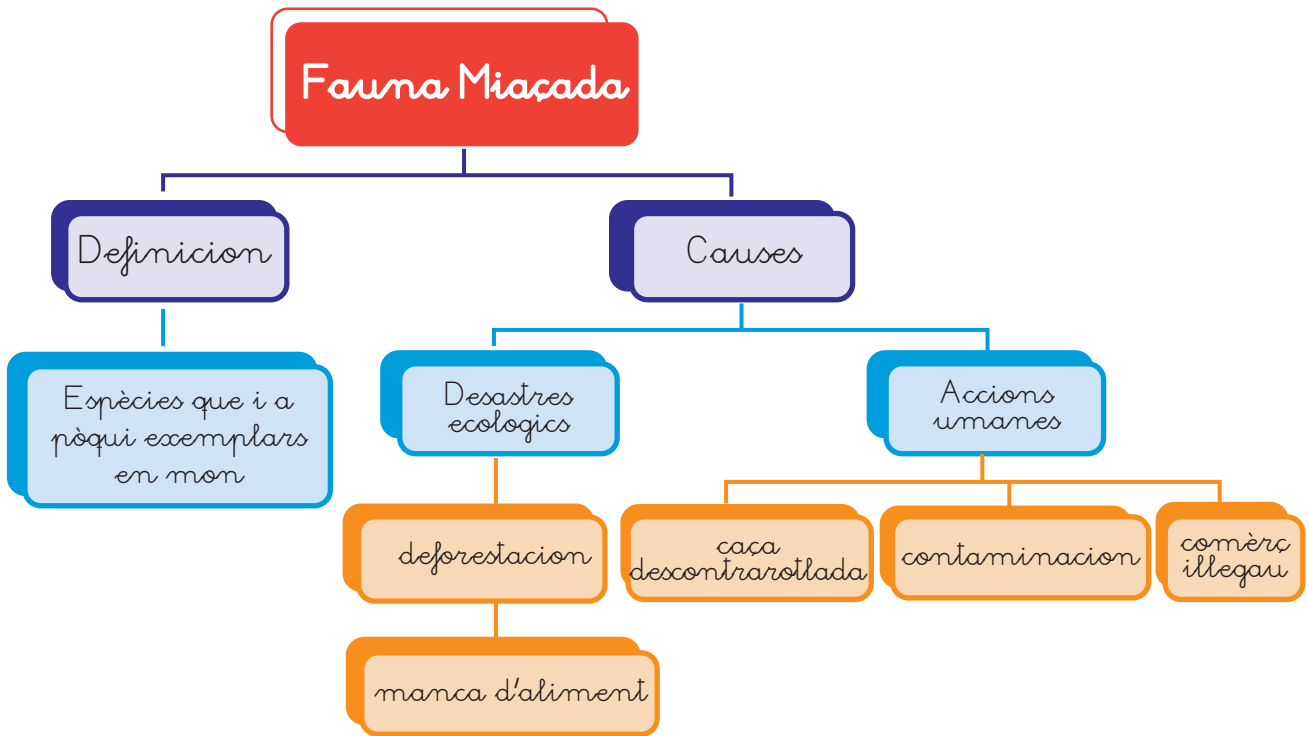 Fauna Miaçada
Definicion
Causes
Espècies que i a
pòqui exemplars
en mon
Desastres
ecologics
Accions
umanes
deforestacion
caça
descontrarotlada
contaminacion
comèrç
illegau
manca d'aliment